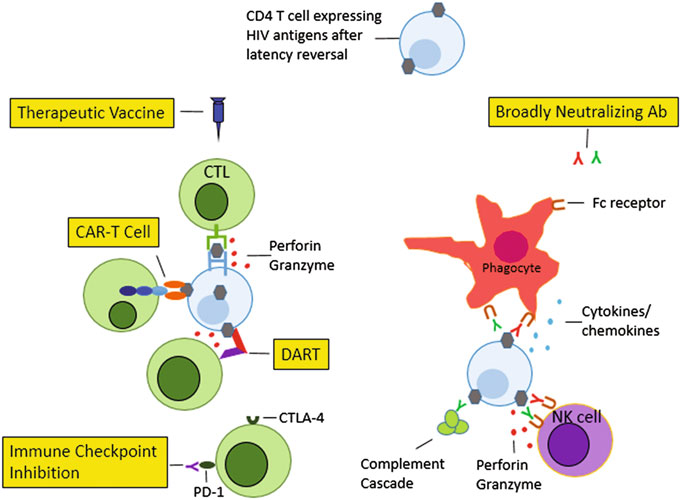 CD4 T cell expressing
HIV antigens after
latency reversal
Therapeutic Vaccine
CTL
Perforin
Granzyme
CAR-T Cell
DART
CTLA-4
Immune Checkpoint
Inhibition
PD-1
Broadly Neutralizing Ab
Fc receptor
Phagocyte
Cytokines/
chemokines
NK cell
Complement
Cascade
Perforin
Granzyme